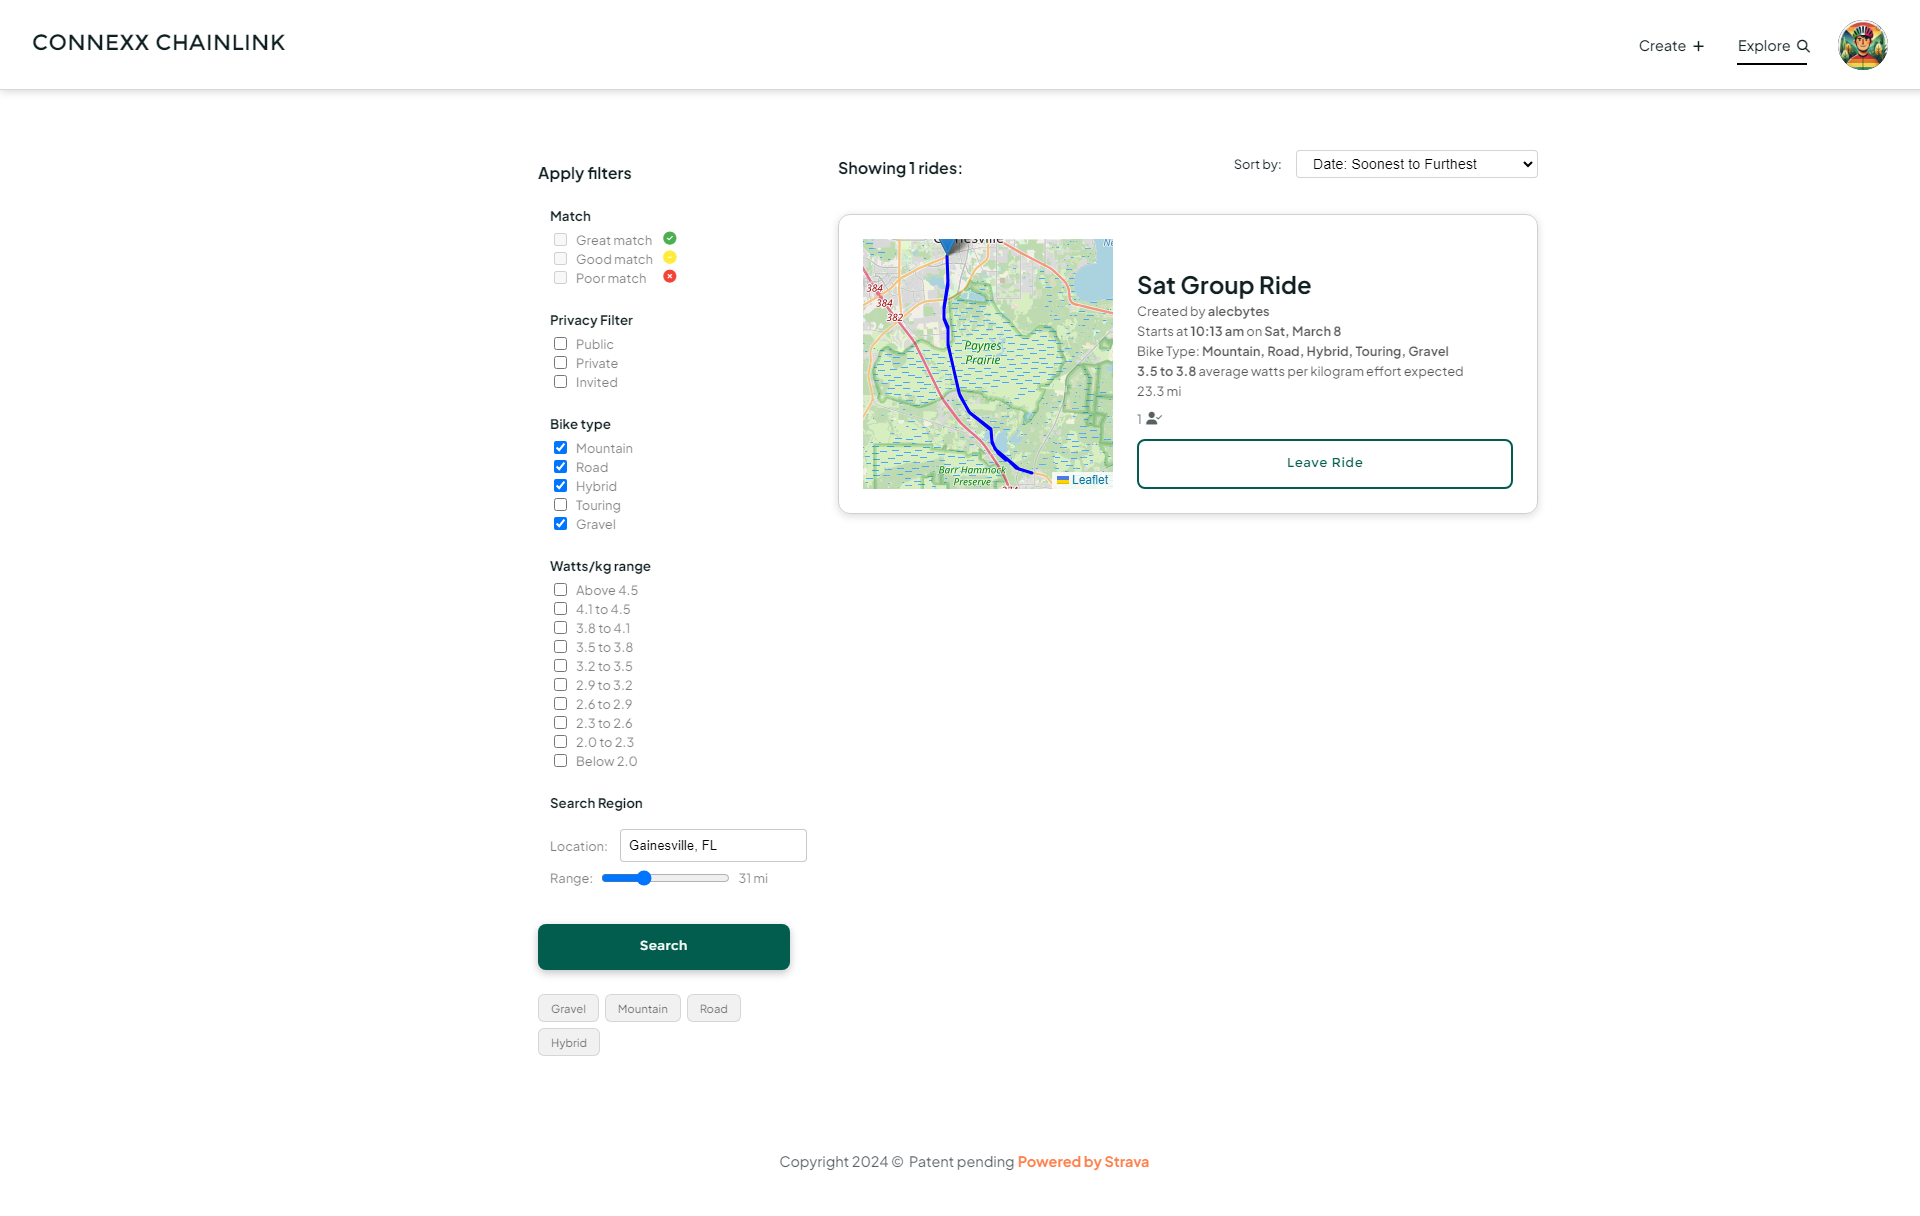 CONNEXX CHAINLINK
Create
Explore
Apply filters
Match
Great match
Good match
Poor match
Privacy Filter
Public
Private
Invited
Bike type
Mountain
Road
Hybrid
Touring
Gravel
Watts/kg range
Above 4.5
4.1 to 4.5
3.8 to 4.1
3.5 to 3.8
3.2 to 3.5
2.9 to 3.2
2.6 to 2.9
2.3 to 2.6
2.0 to 2.3
Below 2.0
Search Region
Location: Gainesville, FL
Range: 31 mi
Search
Gravel Mountain Road
Hybrid
Showing 1 rides:
Sort by: Date: Soonest to Furthest
384
384
382
Paynes
Prairie
Barr Hammock
Preserve
Leaflet
Sat Group Ride
Created by alecbytes
Starts at 10:13 am on Sat, March 8
Bike Type: Mountain, Road, Hybrid, Touring, Gravel
3.5 to 3.8 average watts per kilogram effort expected
23.3 mi
1
Leave Ride
Copyright 2024 © Patent pending Powered by Strava